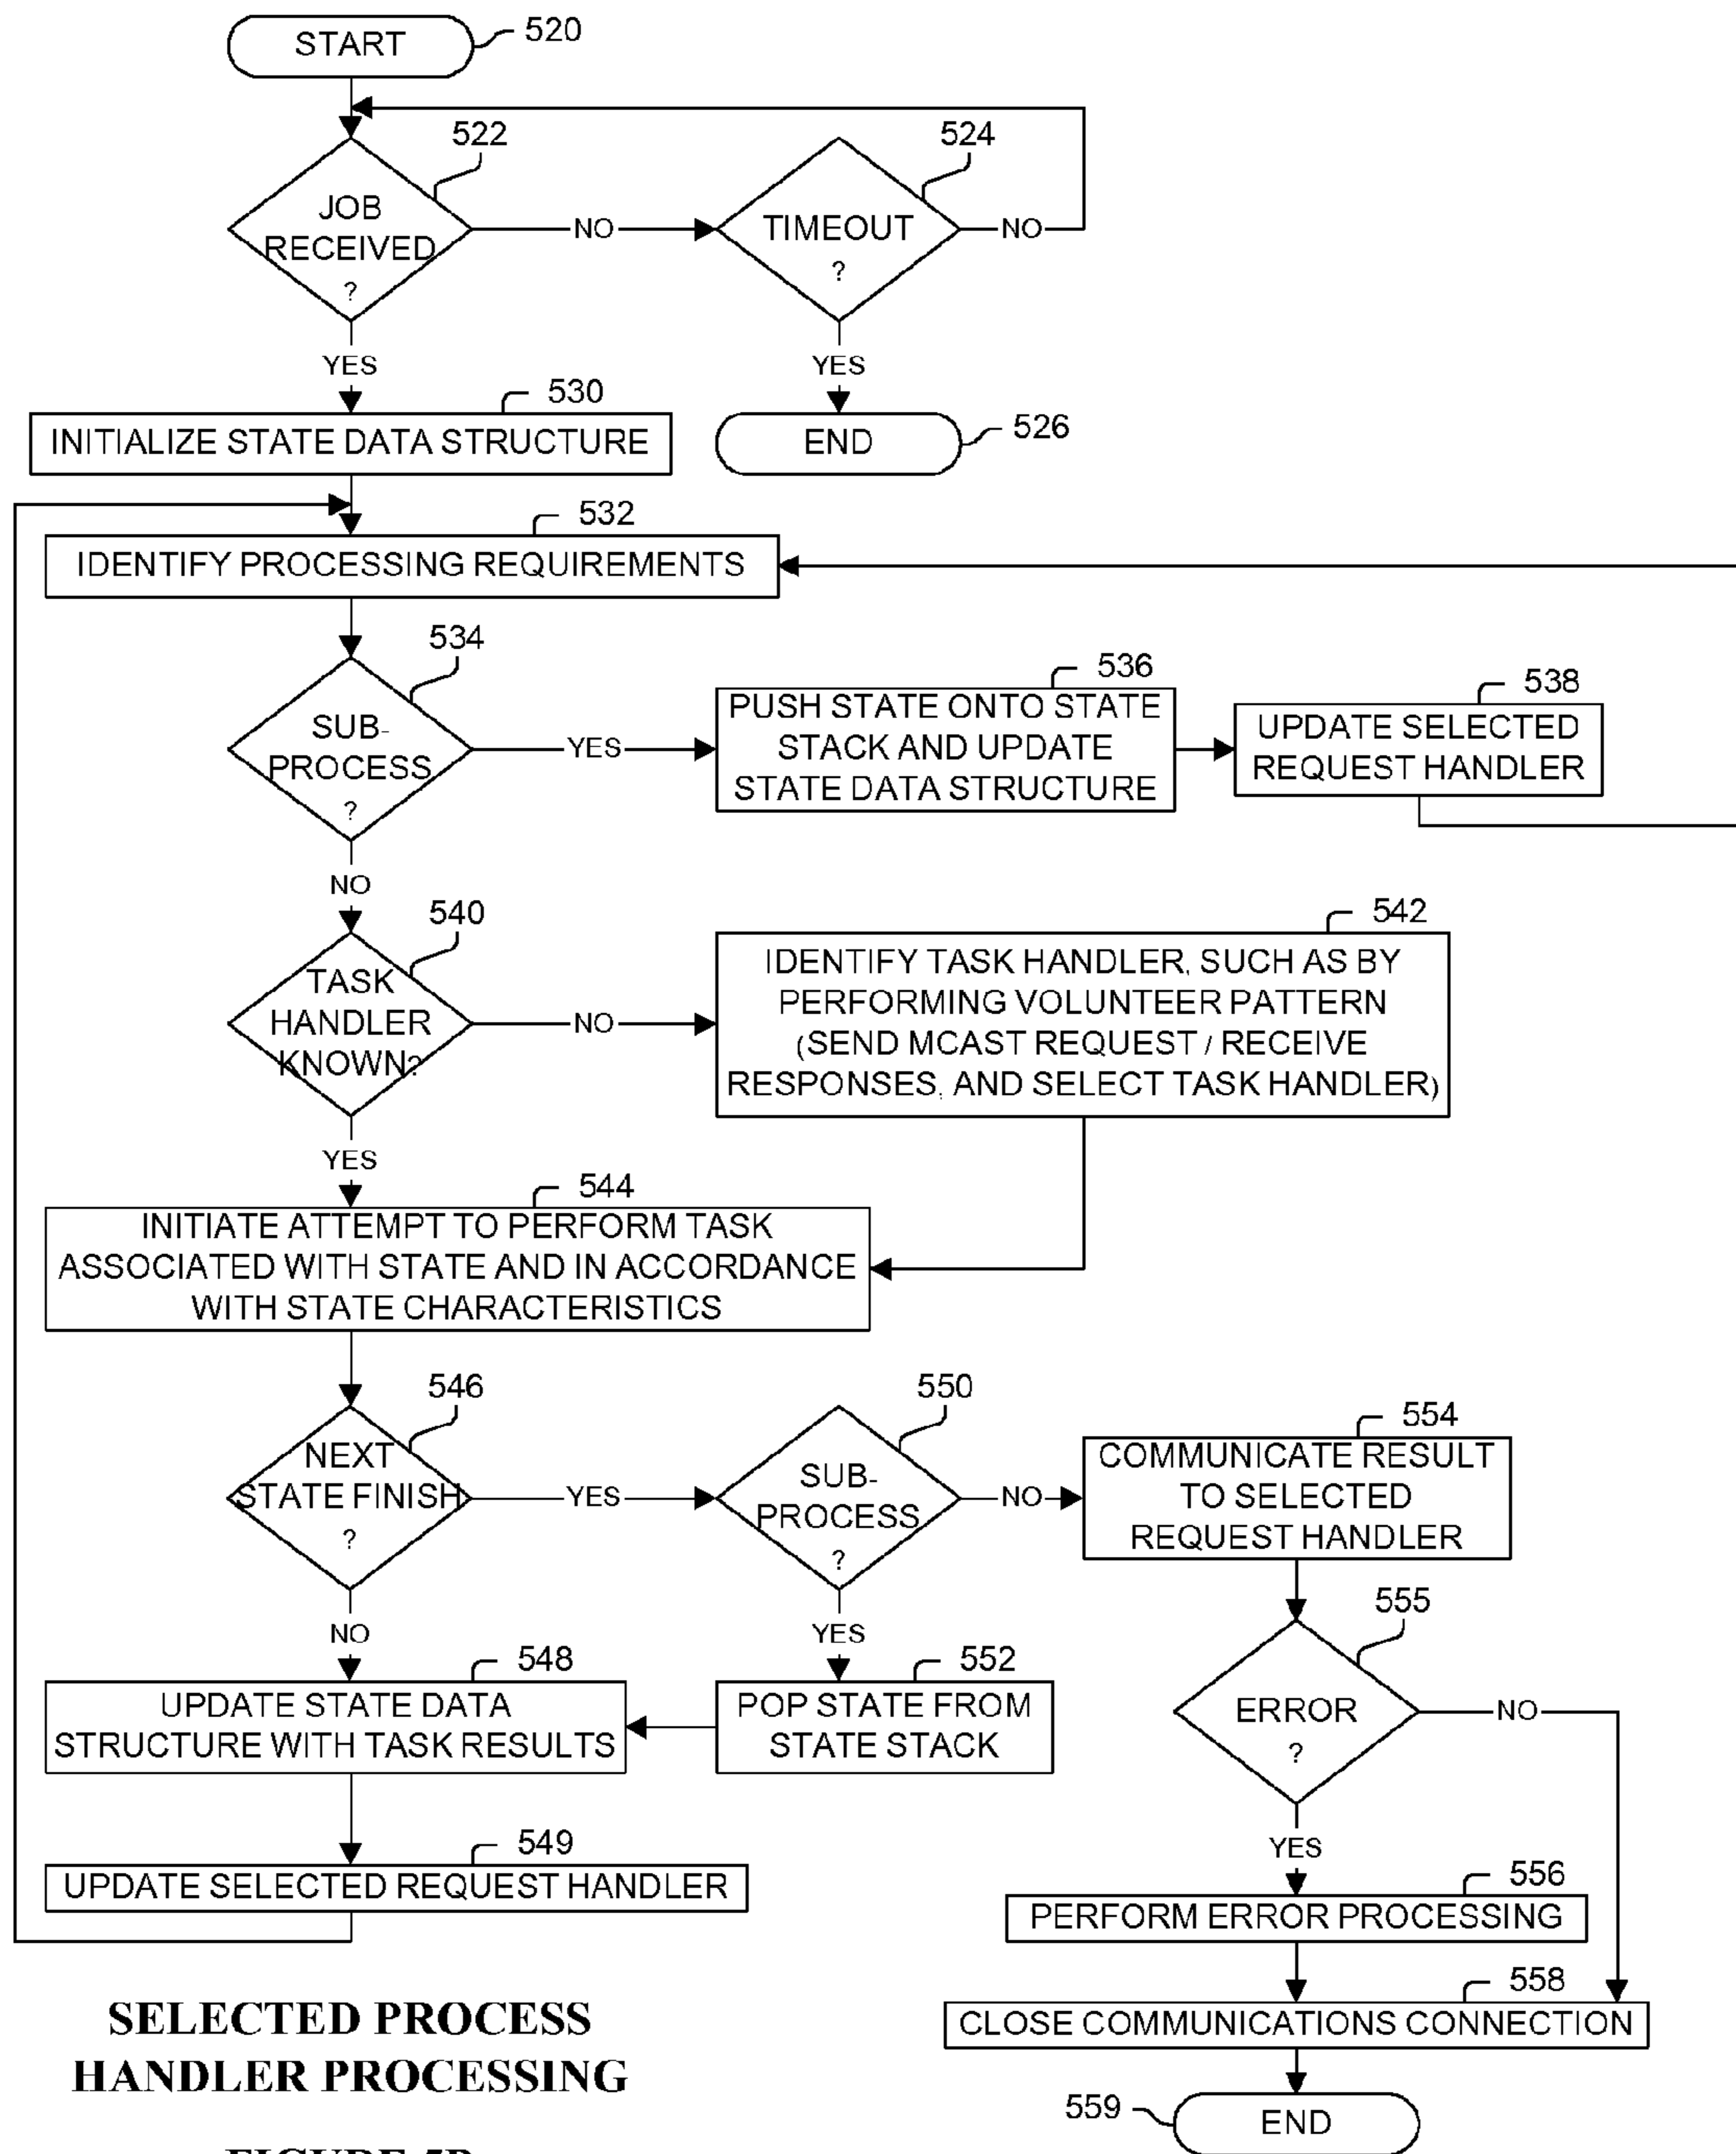 START
520
522
524
JOB
RECEIVED
?
NO
TIMEOUT
?
NO
YES
YES
530
INITIALIZE STATE DATA STRUCTURE
END
526
532
IDENTIFY PROCESSING REQUIREMENTS
534
SUB-
PROCESS
?
YES
536
PUSH STATE ONTO STATE
STACK AND UPDATE
STATE DATA STRUCTURE
538
UPDATE SELECTED
REQUEST HANDLER
NO
540
TASK
HANDLER
KNOWN?
NO
542
IDENTIFY TASK HANDLER, SUCH AS BY
PERFORMING VOLUNTEER PATTERN
(SEND MCAST REQUEST / RECEIVE
RESPONSES, AND SELECT TASK HANDLER)
YES
544
INITIATE ATTEMPT TO PERFORM TASK
ASSOCIATED WITH STATE AND IN ACCORDANCE
WITH STATE CHARACTERISTICS
546
NEXT
STATE FINISH
?
YES
550
SUB-
PROCESS
?
NO
554
COMMUNICATE RESULT
TO SELECTED
REQUEST HANDLER
NO
YES
555
ERROR
?
NO
548
UPDATE STATE DATA
STRUCTURE WITH TASK RESULTS
552
POP STATE FROM
STATE STACK
549
UPDATE SELECTED REQUEST HANDLER
YES
556
PERFORM ERROR PROCESSING
558
CLOSE COMMUNICATIONS CONNECTION
559
END
SELECTED PROCESS
HANDLER PROCESSING